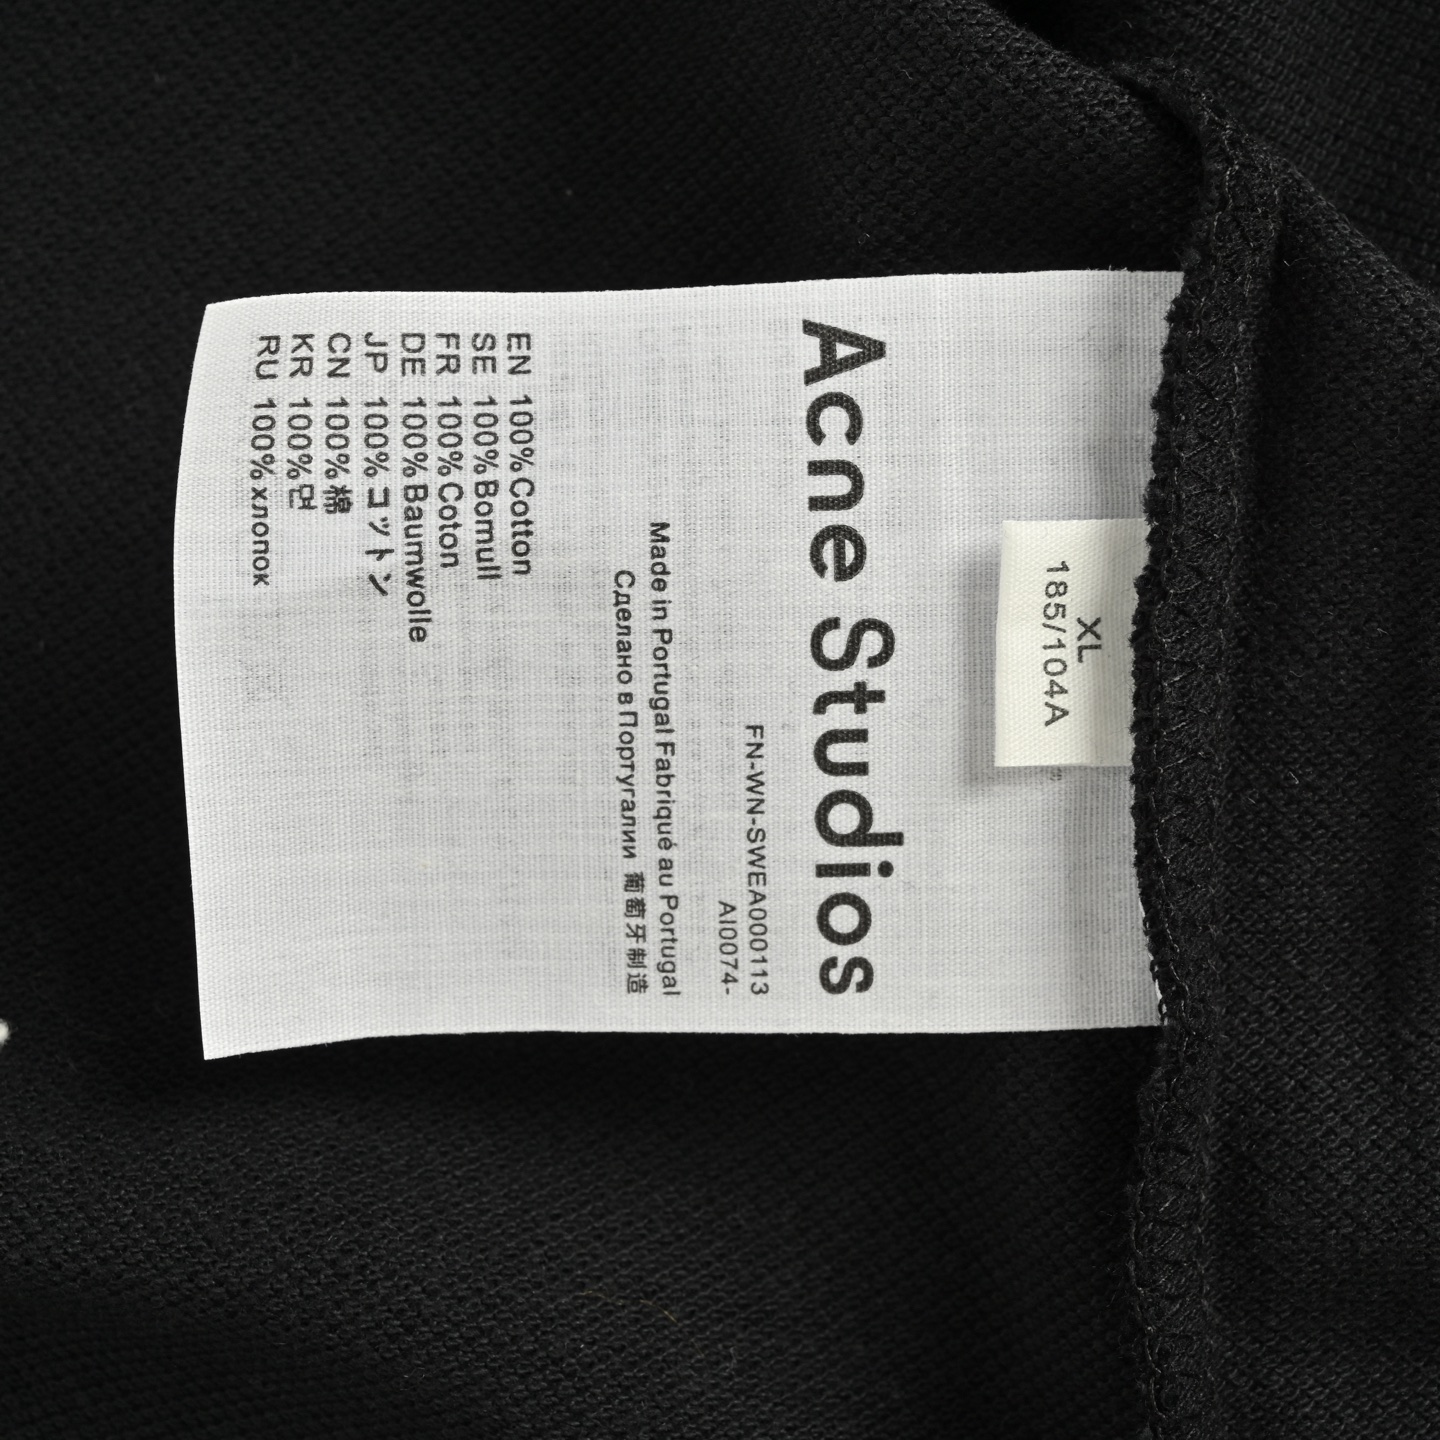 XL
185/104A
Acne Studios
FN-WN-SWEA000113
AI0074-
Made in Portugal Fabriqué au Portugal
Сделано в Португалии 葡萄牙制造
EN 100%Cotton
SE 100%Bomull
FR 100%Coton
DE 100%Baumwolle
JP 100%コットン
CN 100%棉
KR 100%면
RU 100%хлопок